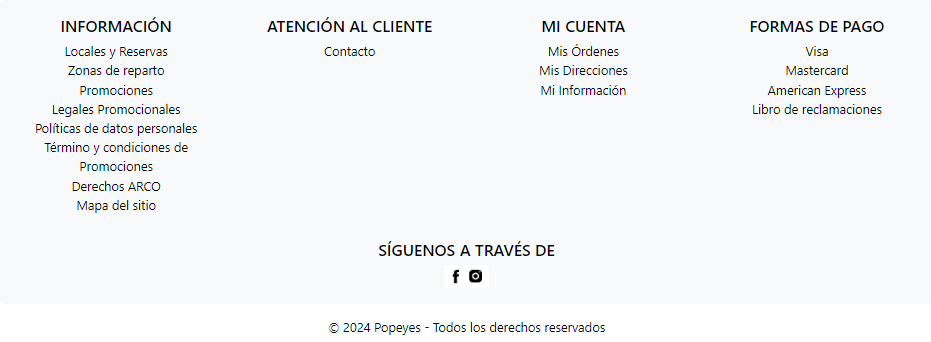 INFORMACIÓN
Locales y Reservas
Zonas de reparto
Promociones
Legales Promocionales
Políticas de datos personales
Término y condiciones de
Promociones
Derechos ARCO
Mapa del sitio
ATENCIÓN AL CLIENTE
Contacto
MI CUENTA
Mis Órdenes
Mis Direcciones
Mi Información
FORMAS DE PAGO
Visa
Mastercard
American Express
Libro de reclamaciones
SÍGUENOS A TRAVÉS DE
© 2024 Popeyes - Todos los derechos reservados